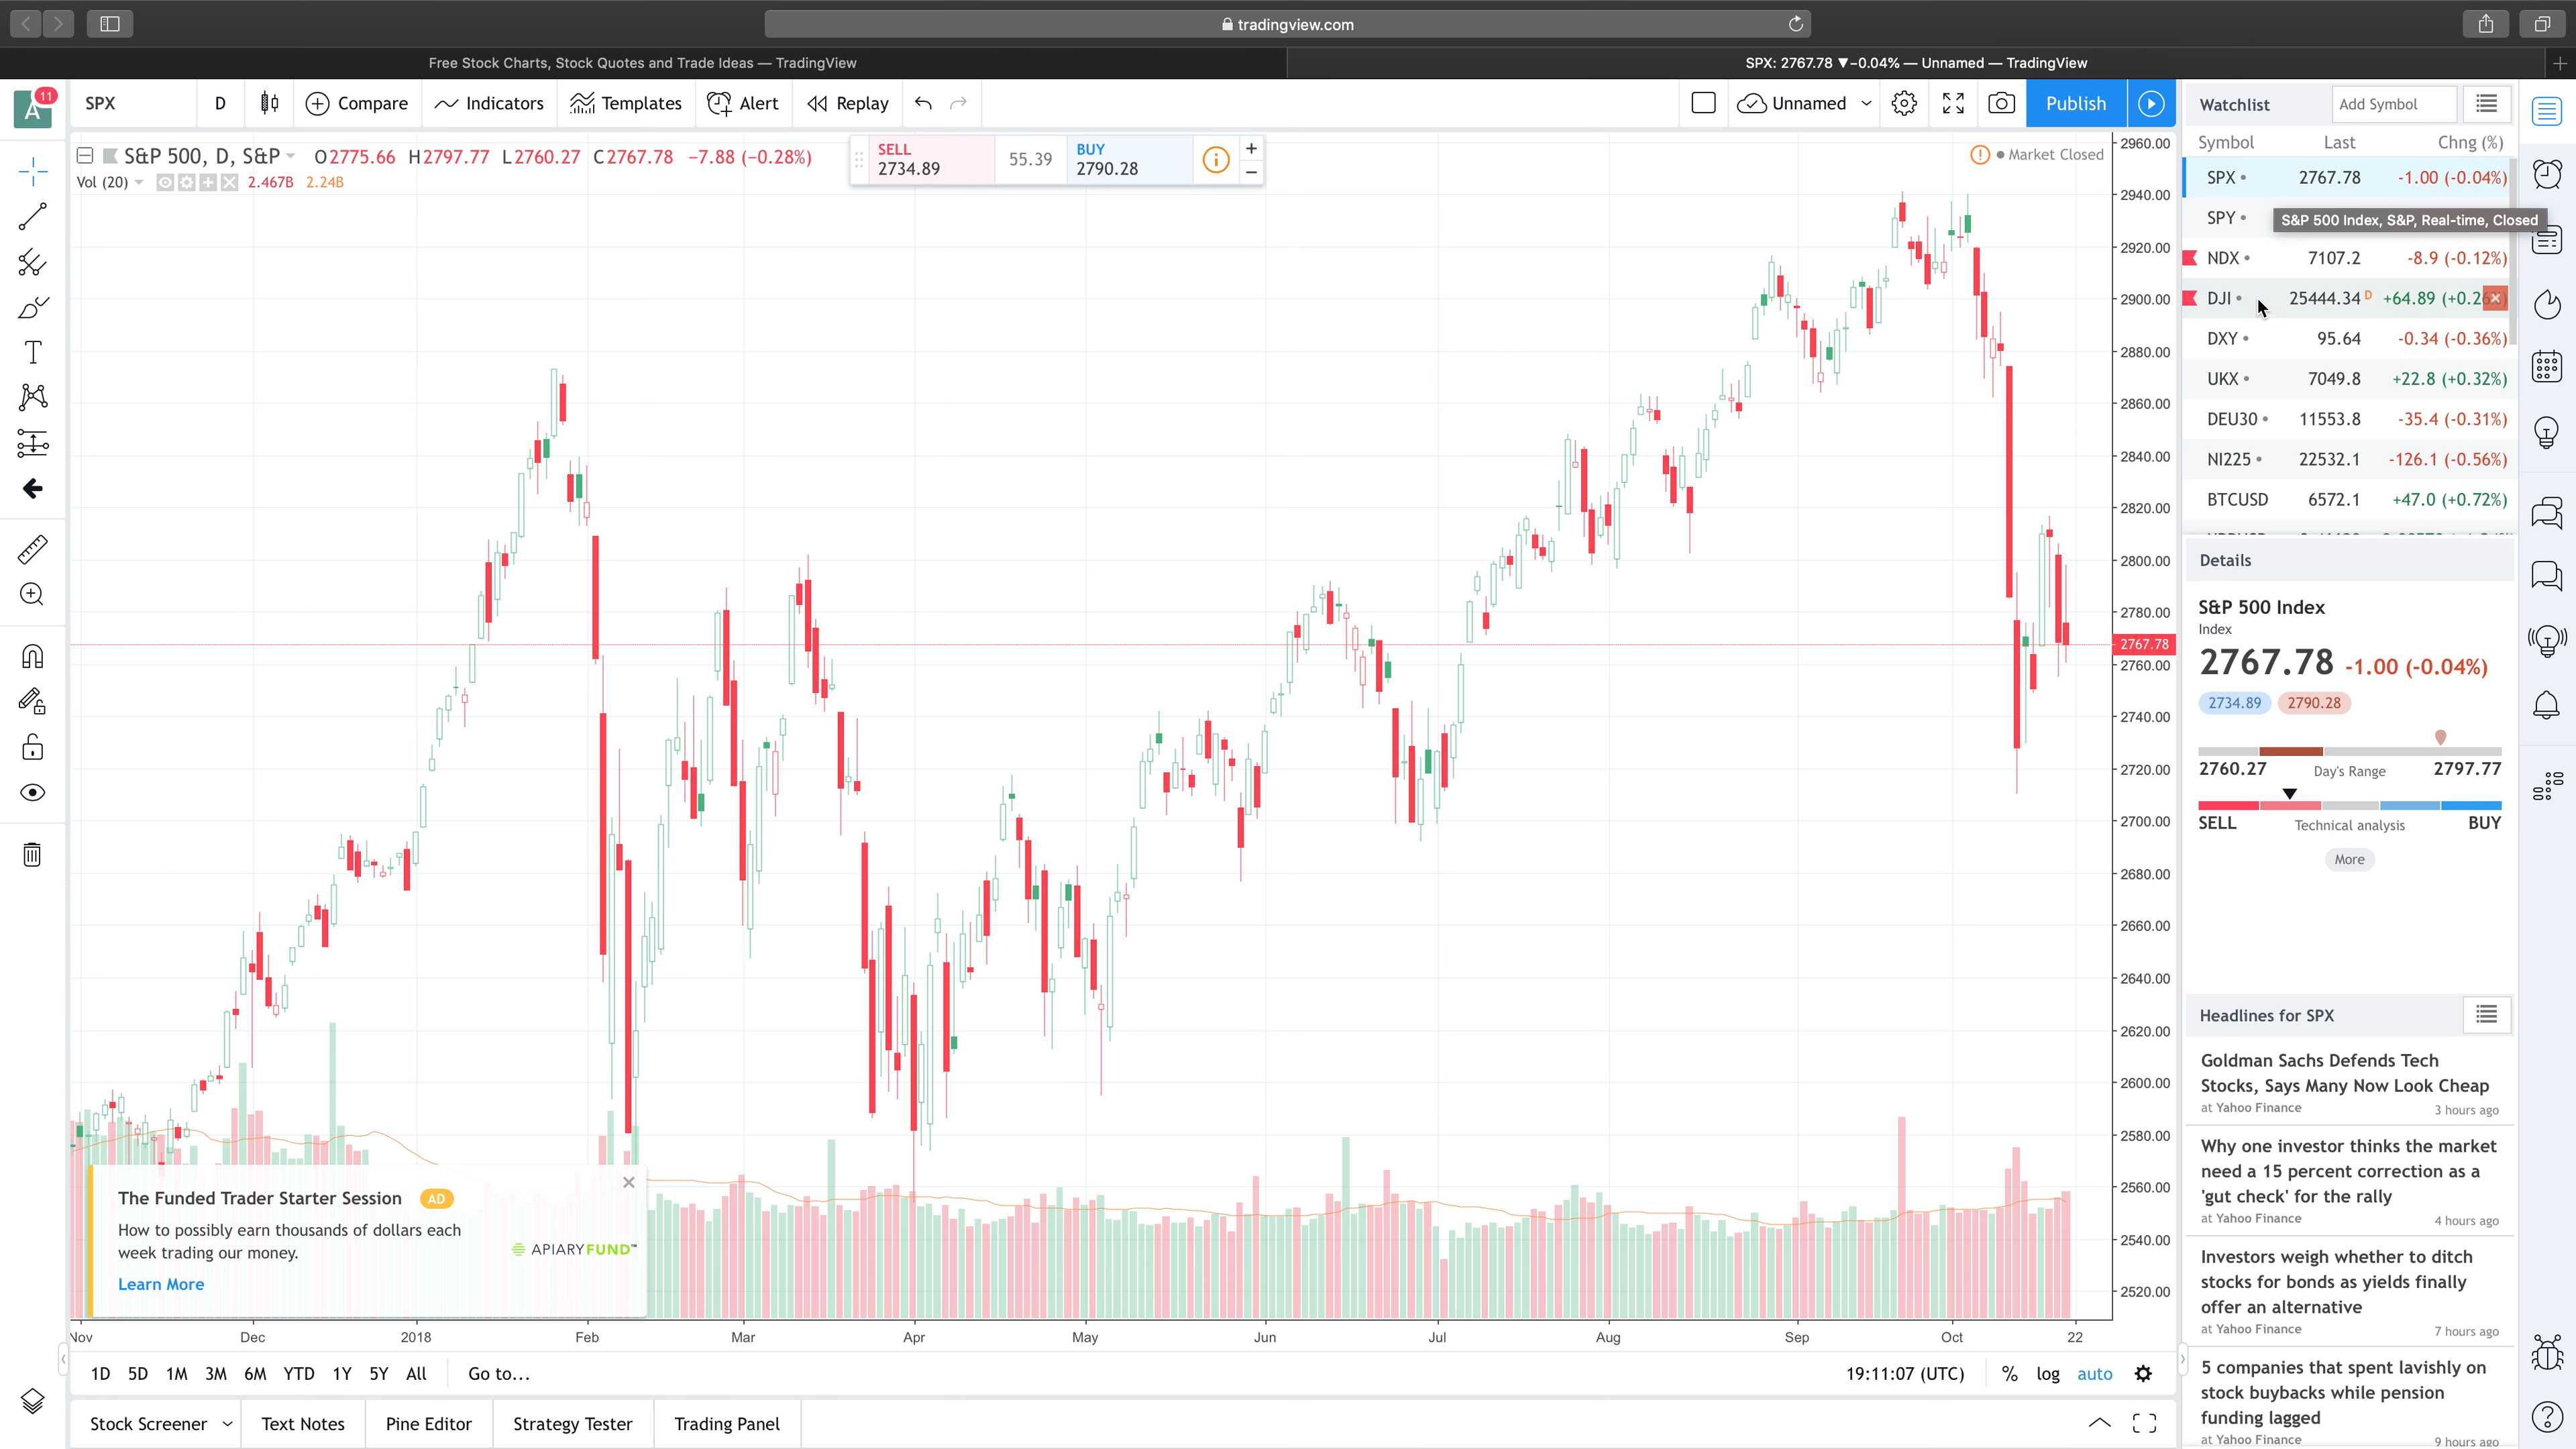 tradingview.com
Free Stock Charts, Stock Quotes and Trade Ideas — TradingView
SPX: 2767.78 ▼−0.04% — Unnamed — TradingView
A 11
SPX D Compare Indicators Templates Alert Replay Unnamed Publish
S&P 500, D, S&P O2775.66 H2797.77 L2760.27 C2767.78 −7.88 (−0.28%)
Vol (20) 2.467B 2.24B
SELL 2734.89
55.39
BUY 2790.28
+
−
Market Closed
2960.00
2940.00
2920.00
2900.00
2880.00
2860.00
2840.00
2820.00
2800.00
2780.00
2767.78
2760.00
2740.00
2720.00
2700.00
2680.00
2660.00
2640.00
2620.00
2600.00
2580.00
2560.00
2540.00
2520.00
The Funded Trader Starter Session AD
How to possibly earn thousands of dollars each
week trading our money.
APIARYFUND™
Learn More
Nov Dec 2018 Feb Mar Apr May Jun Jul Aug Sep Oct 22
1D 5D 1M 3M 6M YTD 1Y 5Y All Go to... 19:11:07 (UTC) % log auto
Stock Screener Text Notes Pine Editor Strategy Tester Trading Panel
Watchlist Add Symbol
Symbol Last Chng (%)
SPX 2767.78 -1.00 (-0.04%)
SPY
S&P 500 Index, S&P, Real-time, Closed
NDX 7107.2 -8.9 (-0.12%)
DJI 25444.34 D +64.89 (+0.2
DXY 95.64 -0.34 (-0.36%)
UKX 7049.8 +22.8 (+0.32%)
DEU30 11553.8 -35.4 (-0.31%)
NI225 22532.1 -126.1 (-0.56%)
BTCUSD 6572.1 +47.0 (+0.72%)
Details
S&P 500 Index
Index
2767.78 -1.00 (-0.04%)
2734.89 2790.28
2760.27 Day's Range 2797.77
SELL Technical analysis BUY
More
Headlines for SPX
Goldman Sachs Defends Tech
Stocks, Says Many Now Look Cheap
at Yahoo Finance 3 hours ago
Why one investor thinks the market
need a 15 percent correction as a
'gut check' for the rally
at Yahoo Finance 4 hours ago
Investors weigh whether to ditch
stocks for bonds as yields finally
offer an alternative
at Yahoo Finance 7 hours ago
5 companies that spent lavishly on
stock buybacks while pension
funding lagged
at Yahoo Finance 9 hours ago